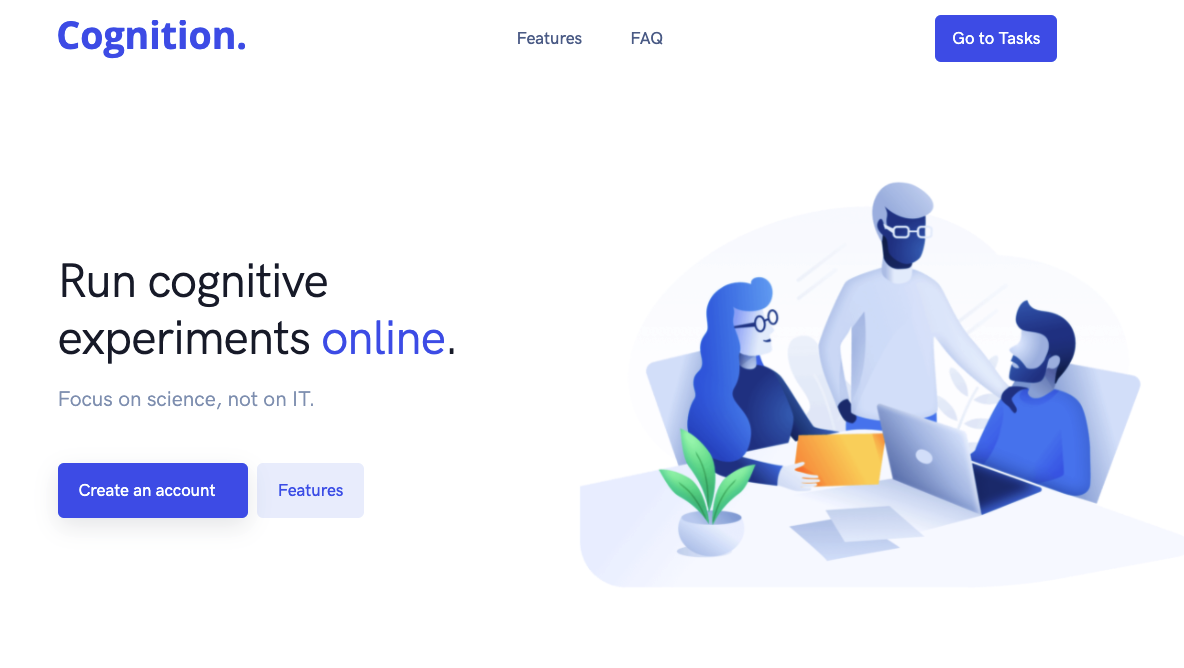 Cognition.
Features
FAQ
Go to Tasks
Run cognitive
experiments online.
Focus on science, not on IT.
Create an account
Features